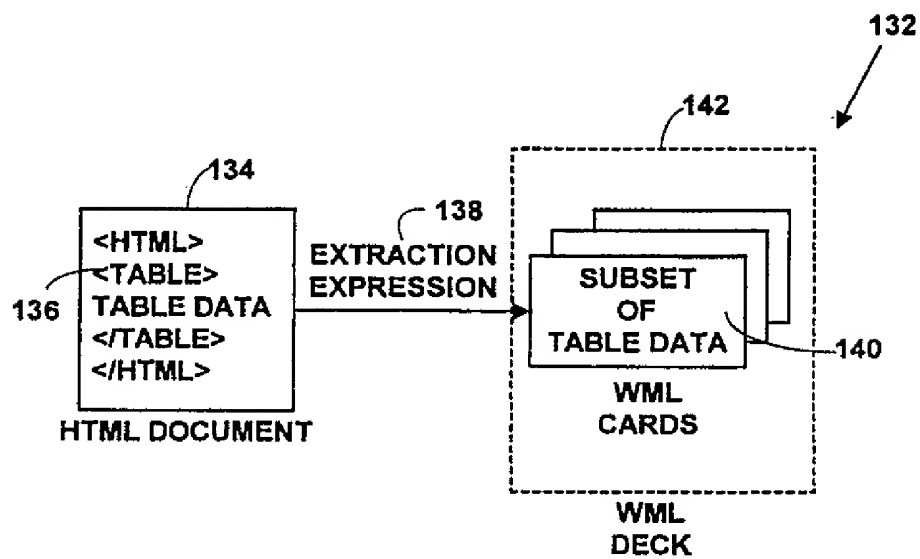 132
142
134
138
<HTML>
<TABLE>
136
TABLE DATA
</TABLE>
</HTML>
HTML DOCUMENT
EXTRACTION
EXPRESSION
SUBSET
OF
TABLE DATA
140
WML
CARDS
WML
DECK